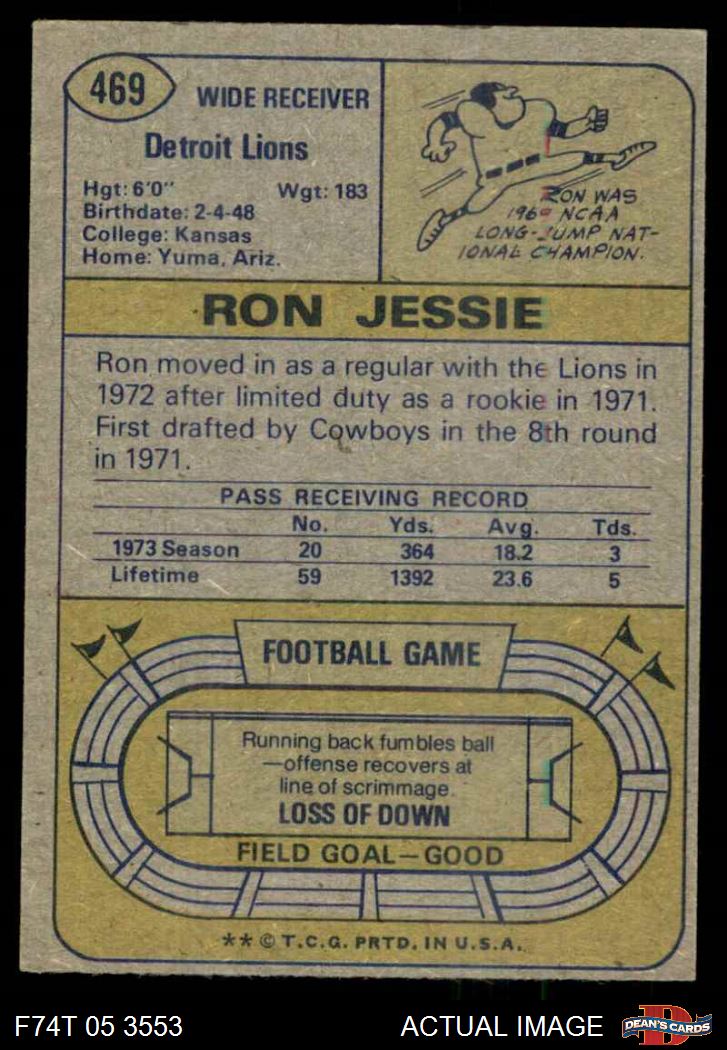 469
WIDE RECEIVER
Detroit Lions
Hgt: 6'0" Wgt: 183
Birthdate: 2-4-48
College: Kansas
Home: Yuma, Ariz.
RON WAS
NCAA
LONG-JUMP NAT-
IONAL CHAMPION.
RON JESSIE
Ron moved in as a regular with the Lions in
1972 after limited duty as a rookie in 1971.
First drafted by Cowboys in the 8th round
in 1971.
PASS RECEIVING RECORD
No. Yds. Avg. Tds.
1973 Season 20 364 18.2 3
Lifetime 59 1392 23.6 5
FOOTBALL GAME
Running back fumbles ball
—offense recovers at
line of scrimmage.
LOSS OF DOWN
FIELD GOAL—GOOD
** © T.C.G. PRTD. IN U.S.A.
F74T 05 3553 ACTUAL IMAGE
D
DEAN'S CARDS